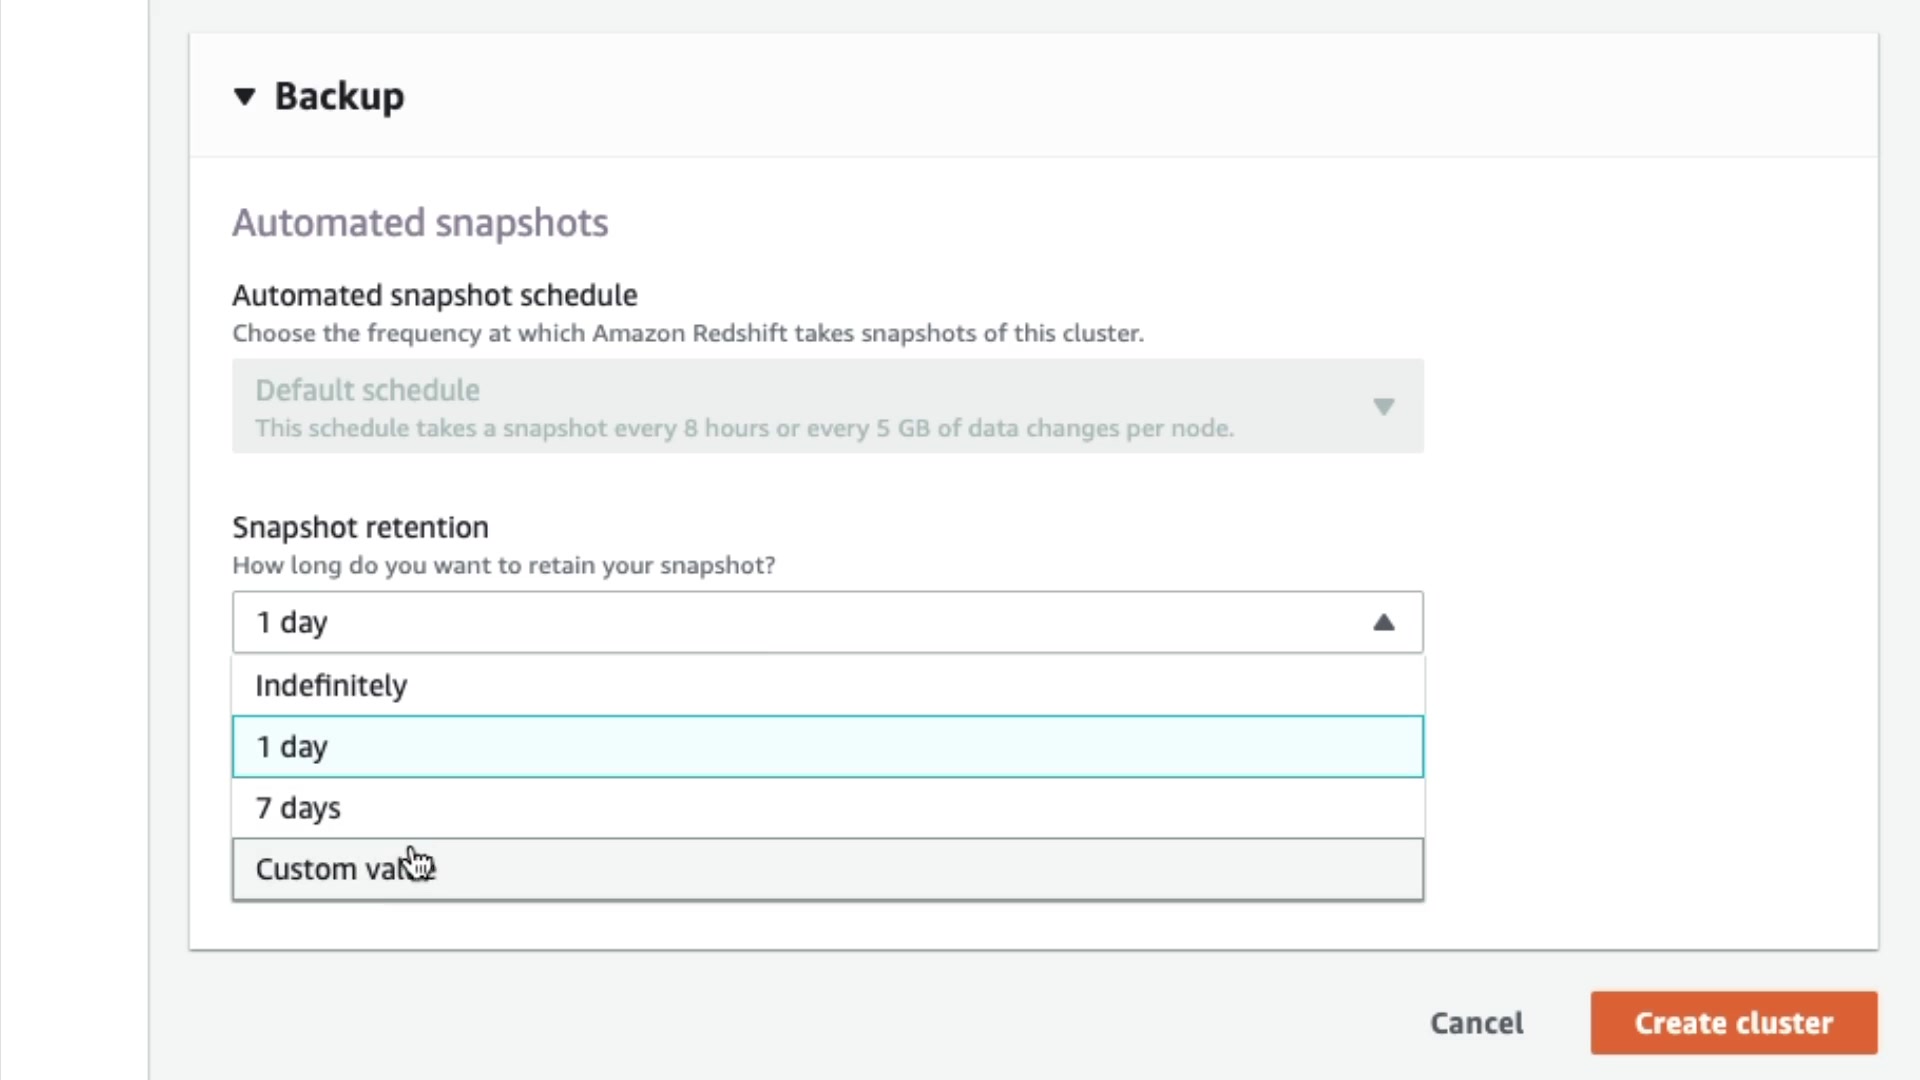 Backup
Automated snapshots
Automated snapshot schedule
Choose the frequency at which Amazon Redshift takes snapshots of this cluster.
Default schedule
This schedule takes a snapshot every 8 hours or every 5 GB of data changes per node.
Snapshot retention
How long do you want to retain your snapshot?
1 day
Indefinitely
1 day
7 days
Custom value
Cancel
Create cluster